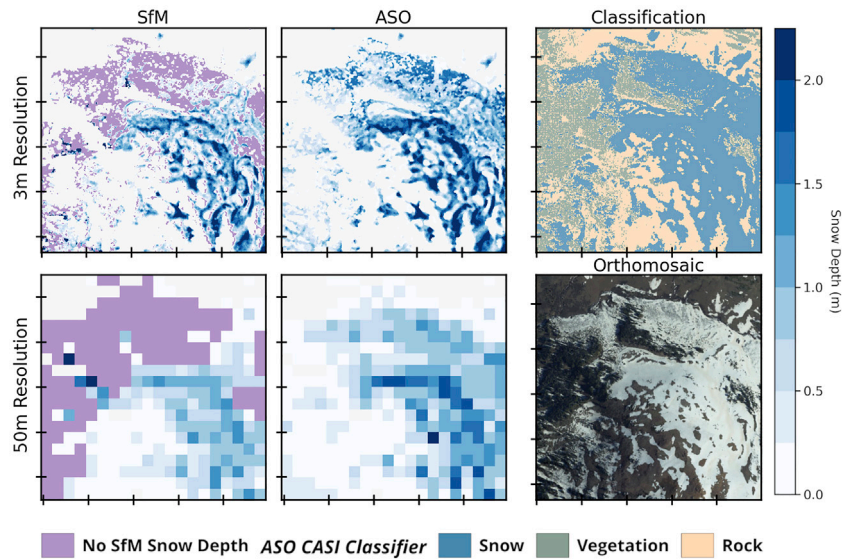 SfM
ASO
Classification
3m Resolution
2.0
1.5
1.0
0.5
0.0
Snow Depth (m)
Orthomosaic
50m Resolution
No SfM Snow Depth
ASO CASI Classifier
Snow
Vegetation
Rock